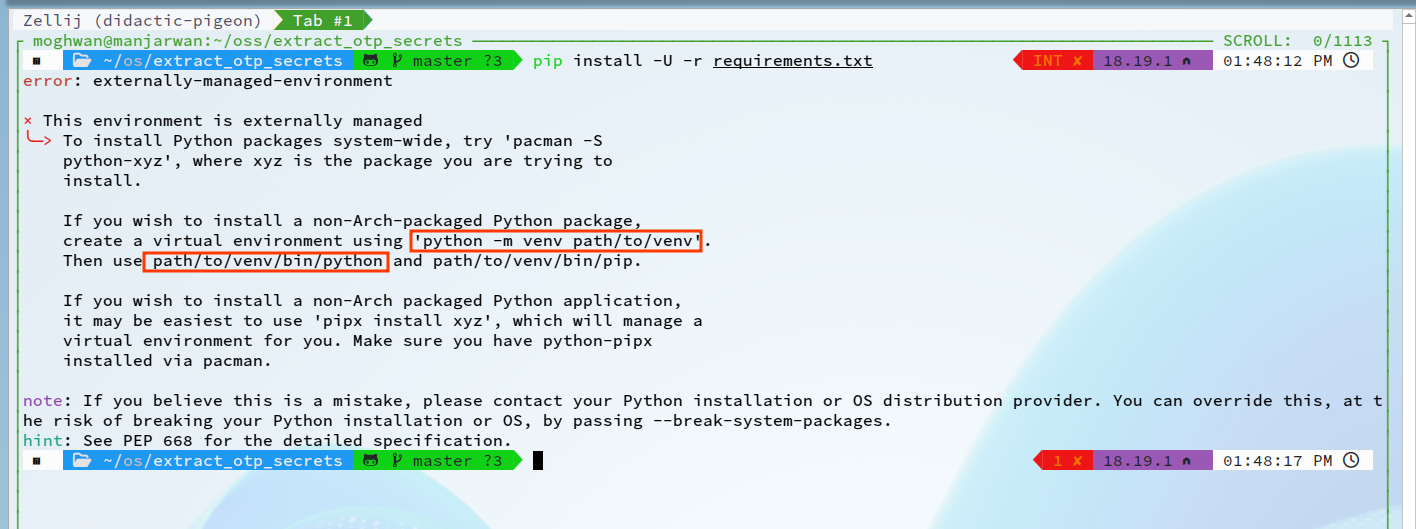 Zellij (didactic-pigeon) Tab #1
moghwan@manjarwan:~/oss/extract_otp_secrets SCROLL: 0/1113
~/os/extract_otp_secrets master ?3 pip install -U -r requirements.txt INT ✘ 18.19.1 01:48:12 PM
error: externally-managed-environment
× This environment is externally managed
╰─> To install Python packages system-wide, try 'pacman -S
python-xyz', where xyz is the package you are trying to
install.
If you wish to install a non-Arch-packaged Python package,
create a virtual environment using 'python -m venv path/to/venv'.
Then use path/to/venv/bin/python and path/to/venv/bin/pip.
If you wish to install a non-Arch packaged Python application,
it may be easiest to use 'pipx install xyz', which will manage a
virtual environment for you. Make sure you have python-pipx
installed via pacman.
note: If you believe this is a mistake, please contact your Python installation or OS distribution provider. You can override this, at t
he risk of breaking your Python installation or OS, by passing --break-system-packages.
hint: See PEP 668 for the detailed specification.
~/os/extract_otp_secrets master ?3 1 ✘ 18.19.1 01:48:17 PM